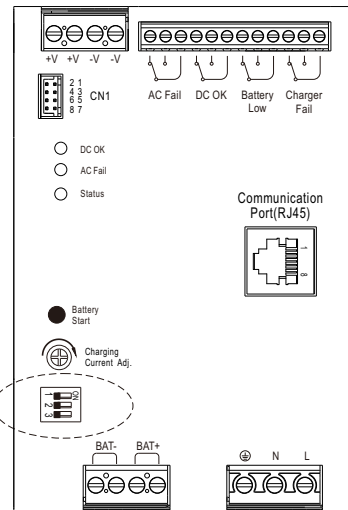 +V +V -V -V
2 1
4 3
6 5
8 7
CN1
AC Fail DC OK Battery Low Charger Fail
DC OK
AC Fail
Status
Communication
Port(RJ45)
1
8
Battery
Start
Charging
Current Adj.
ON
1
2
3
BAT- BAT+
N L